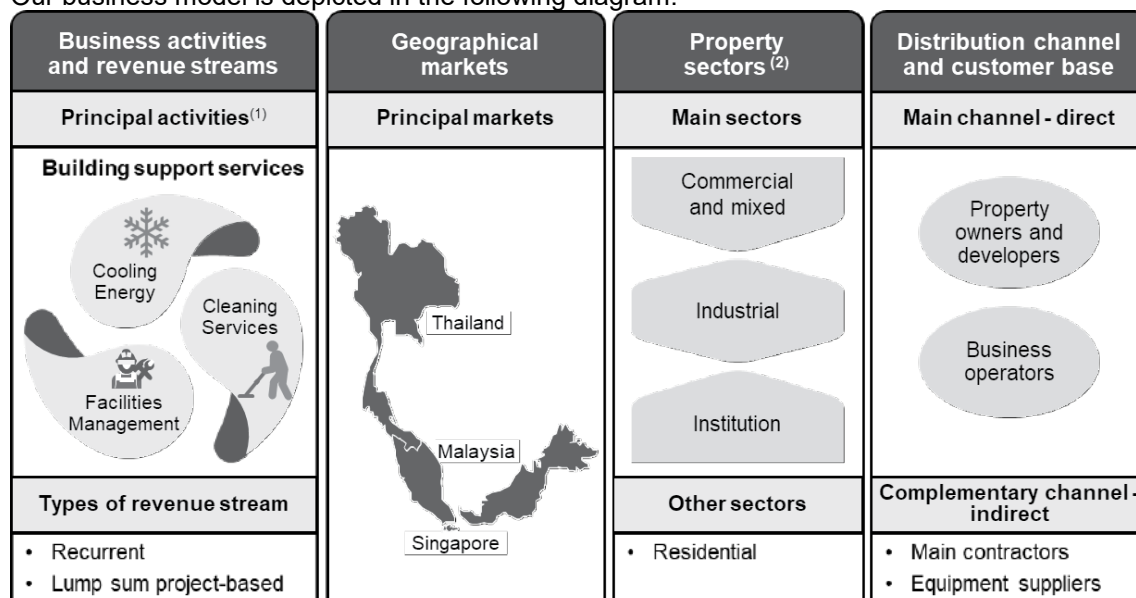 Our business model is depicted in the following diagram:
Business activities
and revenue streams
Principal activities(1)
Building support services
Cooling
Energy
Cleaning
Services
Facilities
Management
Types of revenue stream
• Recurrent
• Lump sum project-based
Geographical
markets
Principal markets
Thailand
Malaysia
Singapore
Property
sectors (2)
Main sectors
Commercial
and mixed
Industrial
Institution
Other sectors
• Residential
Distribution channel
and customer base
Main channel - direct
Property
owners and
developers
Business
operators
Complementary channel -
indirect
• Main contractors
• Equipment suppliers